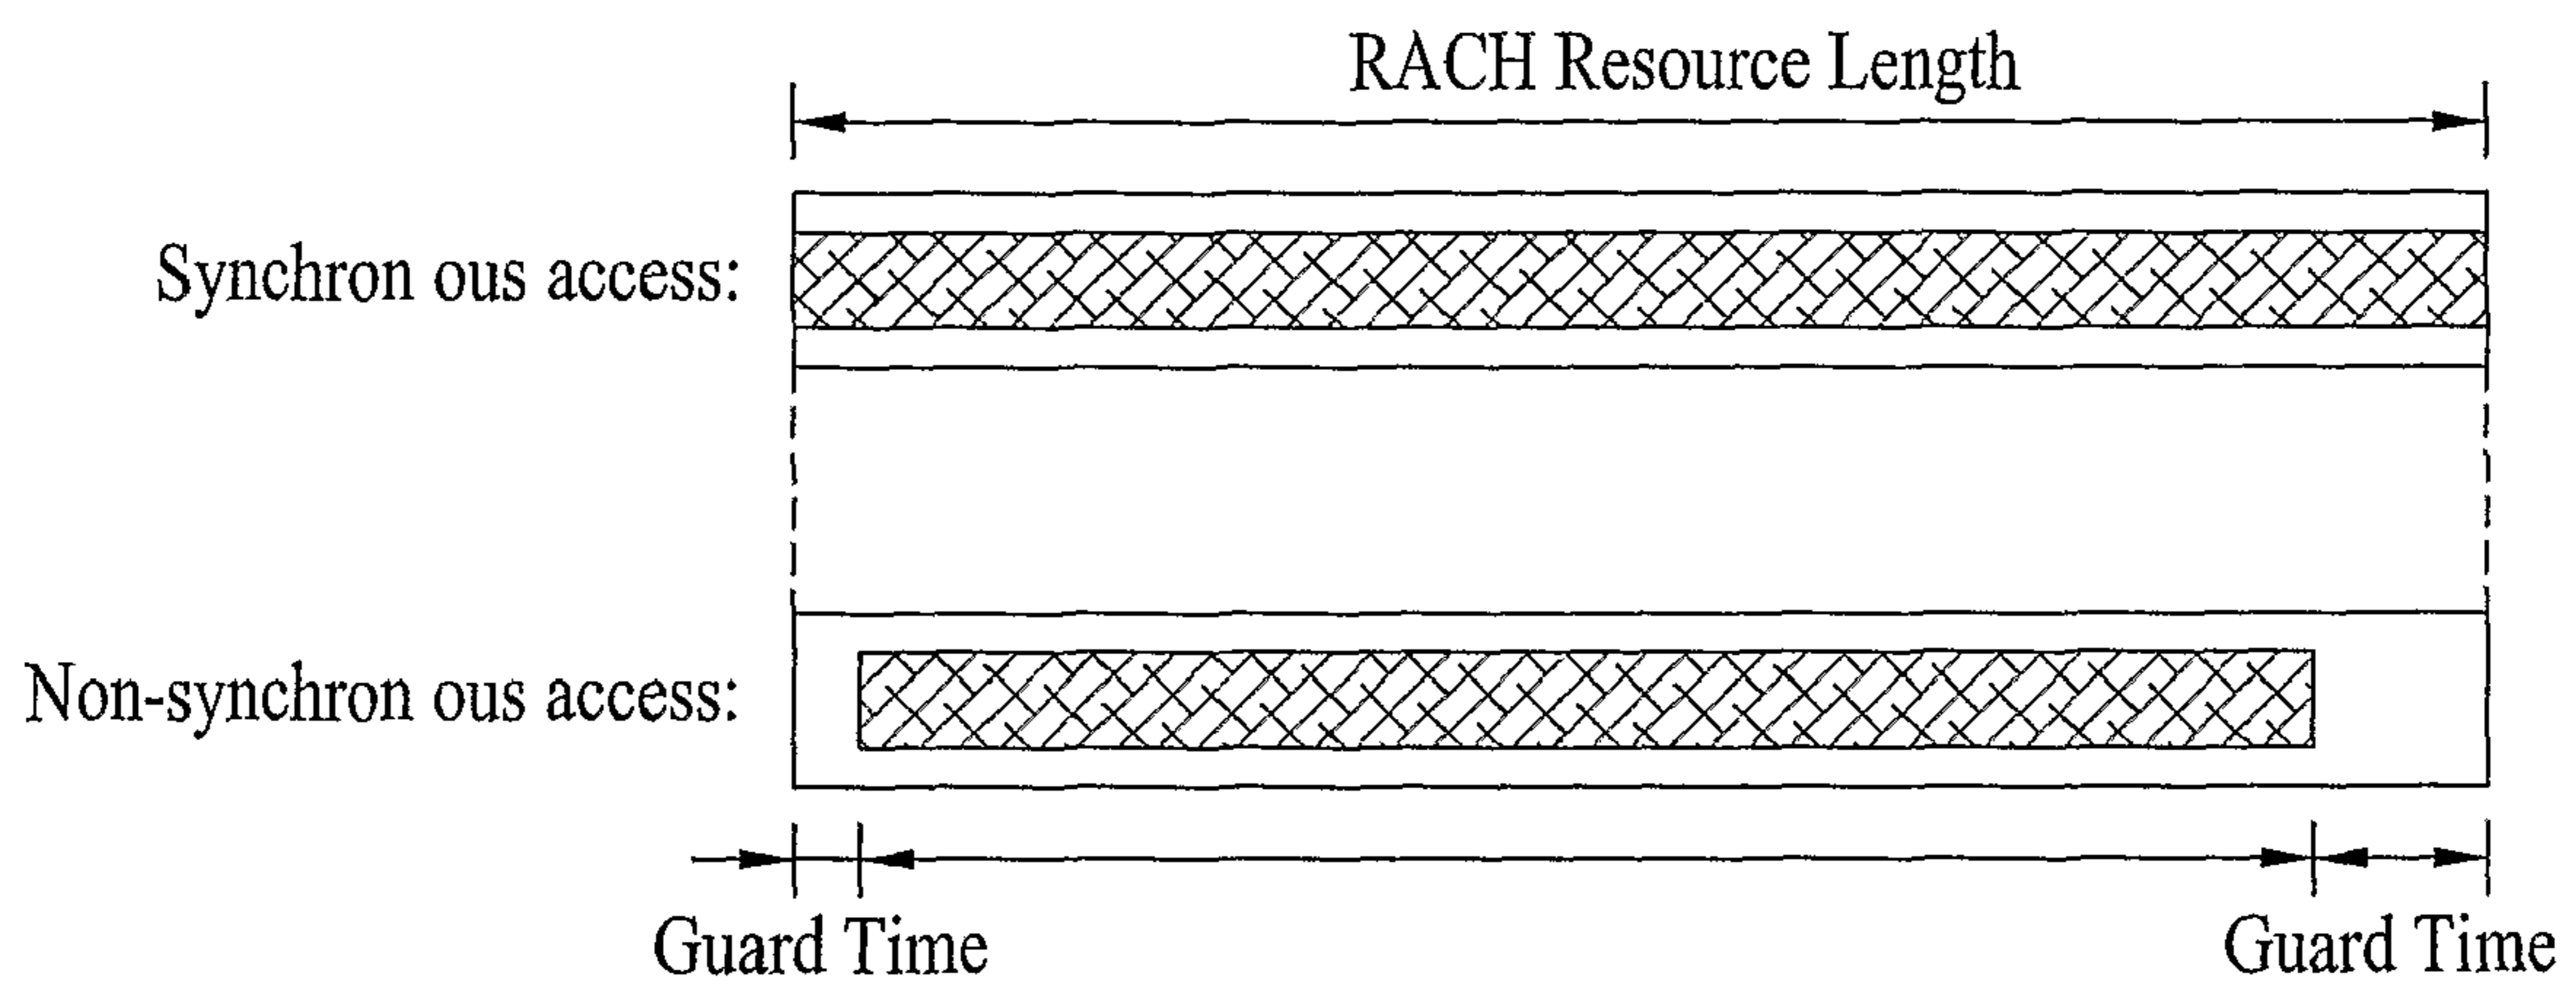 RACH Resource Length
Synchron ous access:
Non-synchron ous access:
Guard Time
Guard Time